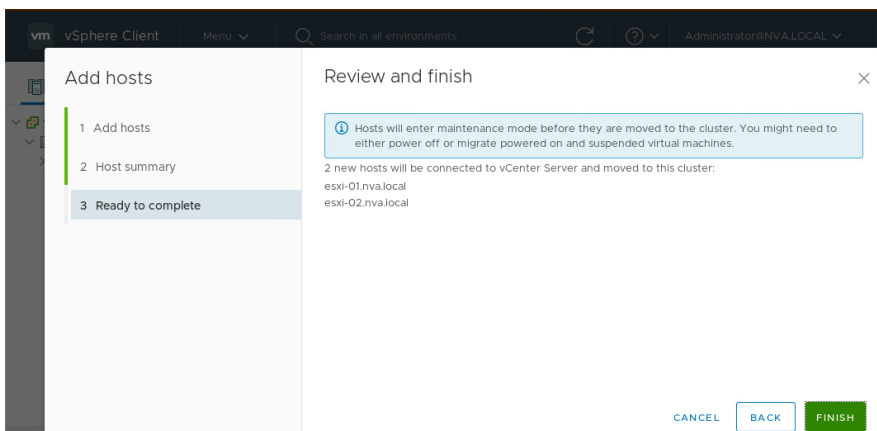 vm vSphere Client Menu Search in all environments Administrator@NVA.LOCAL
Add hosts
1 Add hosts
2 Host summary
3 Ready to complete
Review and finish
Hosts will enter maintenance mode before they are moved to the cluster. You might need to
either power off or migrate powered on and suspended virtual machines.
2 new hosts will be connected to vCenter Server and moved to this cluster:
esxi-01.nva.local
esxi-02.nva.local
CANCEL BACK FINISH